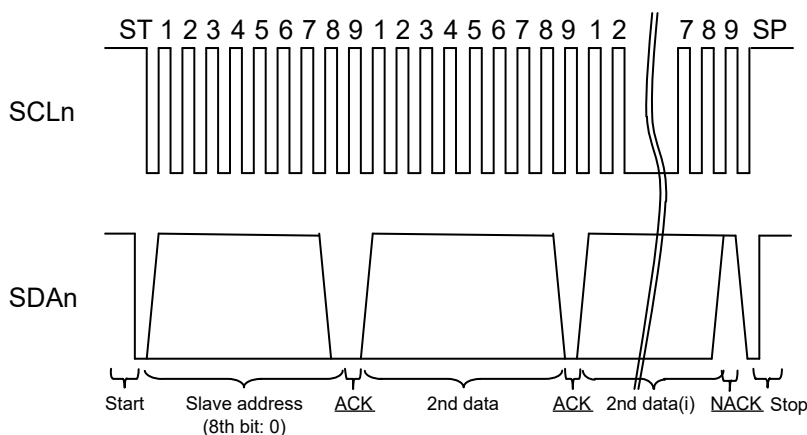 ST 1 2 3 4 5 6 7 8 9 1 2 3 4 5 6 7 8 9 1 2 7 8 9 SP
SCLn
SDAn
Start Slave address ACK 2nd data ACK 2nd data(i) NACK Stop
(8th bit: 0)